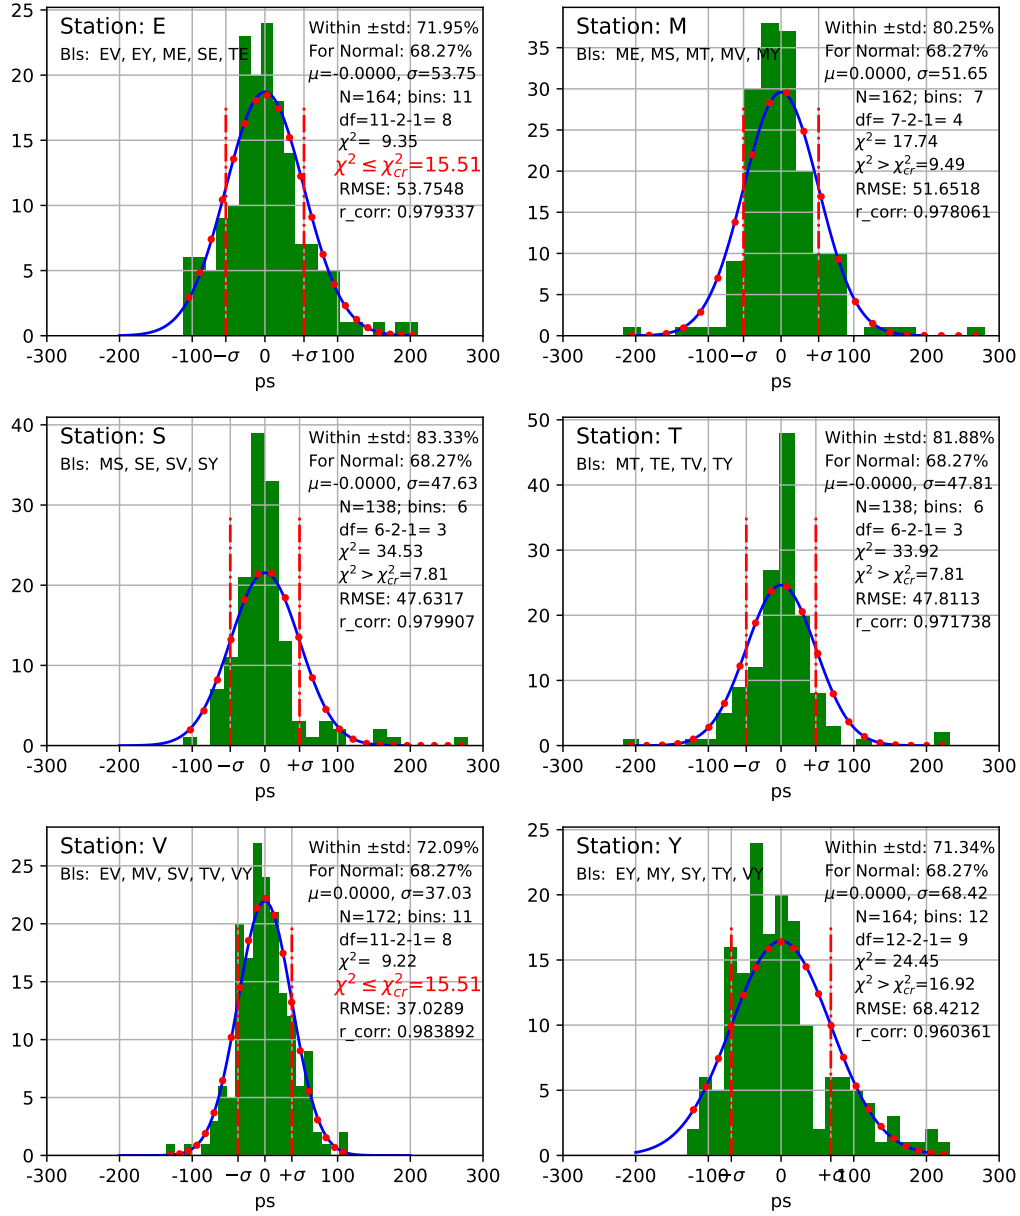 Station: E
Bls: EV, EY, ME, SE, TE
Within ±std: 71.95%
For Normal: 68.27%
μ=-0.0000, σ=53.75
N=164; bins: 11
df=11-2-1= 8
χ²= 9.35
χ² ≤ χ²cr=15.51
RMSE: 53.7548
r_corr: 0.979337
25
20
15
10
5
0
-300 -200 -100 −σ 0 +σ 100 200 300
ps
Station: M
Bls: ME, MS, MT, MV, MY
Within ±std: 80.25%
For Normal: 68.27%
μ=0.0000, σ=51.65
N=162; bins: 7
df= 7-2-1= 4
χ²= 17.74
χ² > χ²cr=9.49
RMSE: 51.6518
r_corr: 0.978061
35
30
25
20
15
10
5
0
-300 -200 -100 −σ 0 +σ 100 200 300
ps
Station: S
Bls: MS, SE, SV, SY
Within ±std: 83.33%
For Normal: 68.27%
μ=-0.0000, σ=47.63
N=138; bins: 6
df= 6-2-1= 3
χ²= 34.53
χ² > χ²cr=7.81
RMSE: 47.6317
r_corr: 0.979907
40
30
20
10
0
-300 -200 -100 −σ 0 +σ 100 200 300
ps
Station: T
Bls: MT, TE, TV, TY
Within ±std: 81.88%
For Normal: 68.27%
μ=-0.0000, σ=47.81
N=138; bins: 6
df= 6-2-1= 3
χ²= 33.92
χ² > χ²cr=7.81
RMSE: 47.8113
r_corr: 0.971738
50
40
30
20
10
0
-300 -200 -100 −σ 0 +σ 100 200 300
ps
Station: V
Bls: EV, MV, SV, TV, VY
Within ±std: 72.09%
For Normal: 68.27%
μ=0.0000, σ=37.03
N=172; bins: 11
df=11-2-1= 8
χ²= 9.22
χ² ≤ χ²cr=15.51
RMSE: 37.0289
r_corr: 0.983892
25
20
15
10
5
0
-300 -200 -100 −σ 0 +σ 100 200 300
ps
Station: Y
Bls: EY, MY, SY, TY, VY
Within ±std: 71.34%
For Normal: 68.27%
μ=0.0000, σ=68.42
N=164; bins: 12
df=12-2-1= 9
χ²= 24.45
χ² > χ²cr=16.92
RMSE: 68.4212
r_corr: 0.960361
25
20
15
10
5
0
-300 -200 -100 −σ 0 +σ 100 200 300
ps